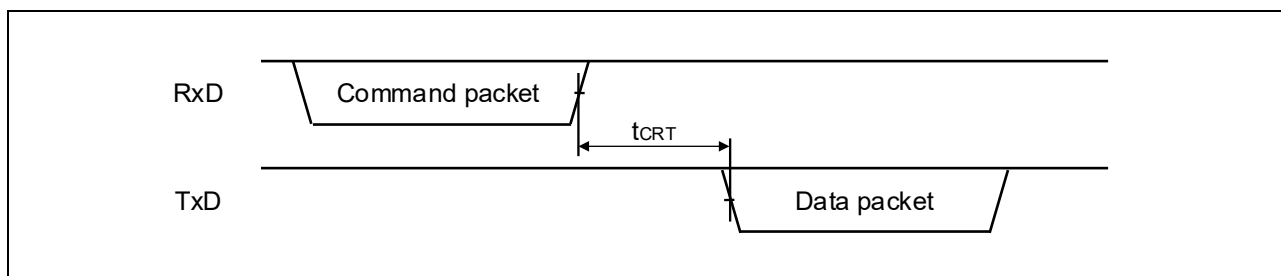 RxD Command packet
tCRT
TxD Data packet